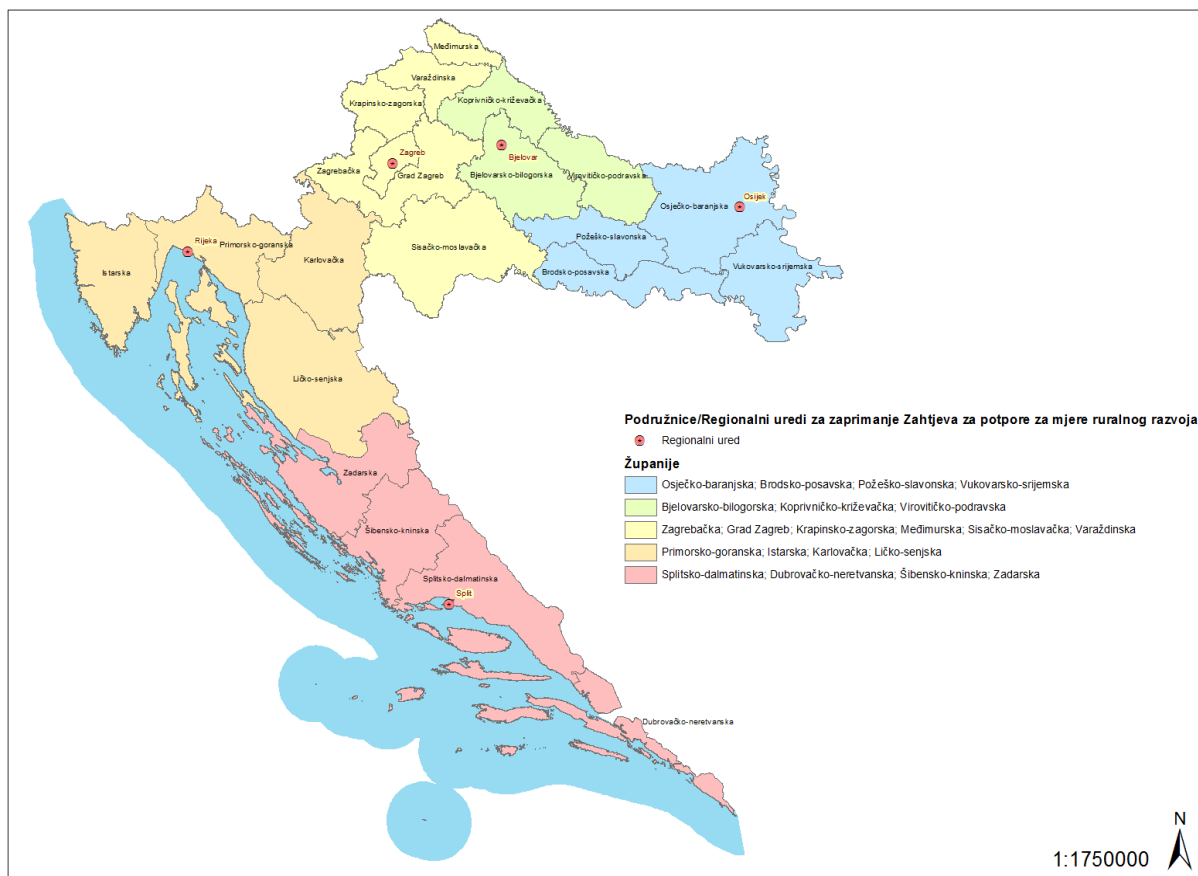 Međimurska
Varaždinska
Krapinsko-zagorska
Koprivničko-križevačka
Zagreb
Bjelovar
Zagrebačka
Grad Zagreb
Bjelovarsko-bilogorska
Virovitičko-podravska
Osijek
Osječko-baranjska
Rijeka
Primorsko-goranska
Sisačko-moslavačka
Požeško-slavonska
Karlovačka
Istarska
Brodsko-posavska
Vukovarsko-srijemska
Ličko-senjska
Podružnice/Regionalni uredi za zaprimanje Zahtjeva za potpore za mjere ruralnog razvoja
Regionalni ured
Županije
Osječko-baranjska; Brodsko-posavska; Požeško-slavonska; Vukovarsko-srijemska
Bjelovarsko-bilogorska; Koprivničko-križevačka; Virovitičko-podravska
Zagrebačka; Grad Zagreb; Krapinsko-zagorska; Međimurska; Sisačko-moslavačka; Varaždinska
Primorsko-goranska; Istarska; Karlovačka; Ličko-senjska
Splitsko-dalmatinska; Dubrovačko-neretvanska; Šibensko-kninska; Zadarska
Zadarska
Šibensko-kninska
Splitsko-dalmatinska
Split
Dubrovačko-neretvanska
N
1:1750000